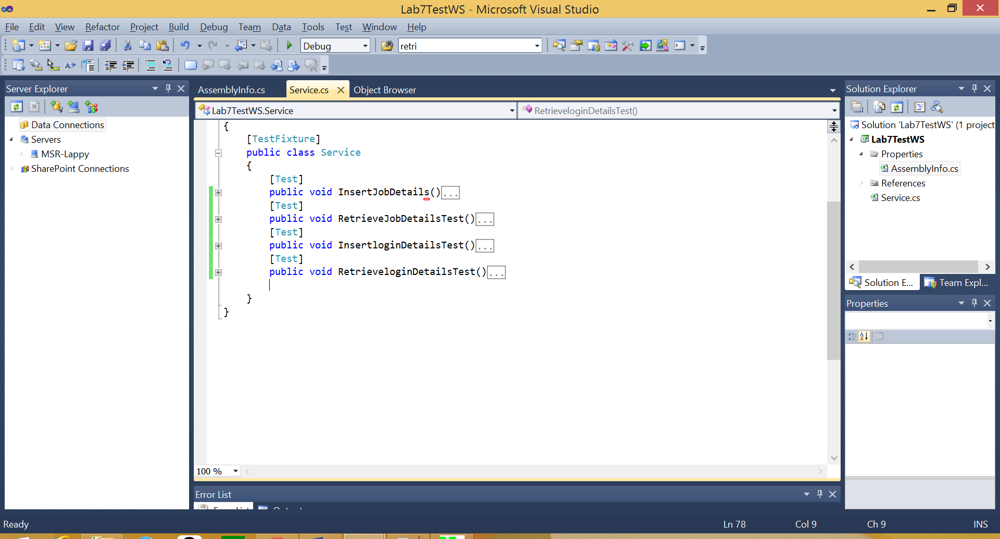 Lab7TestWS - Microsoft Visual Studio
File Edit View Refactor Project Build Debug Team Data Tools Test Window Help
Debug retri
Server Explorer
Data Connections
Servers
MSR-Lappy
SharePoint Connections
AssemblyInfo.cs Service.cs Object Browser
Lab7TestWS.Service RetrieveloginDetailsTest()
{
[TestFixture]
public class Service
{
[Test]
public void InsertJobDetails()...
[Test]
public void RetrieveJobDetailsTest()...
[Test]
public void InsertloginDetailsTest()...
[Test]
public void RetrieveloginDetailsTest()...
}
}
100 %
Error List
Solution Explorer
Solution 'Lab7TestWS' (1 project
Lab7TestWS
Properties
AssemblyInfo.cs
References
Service.cs
Solution E... Team Expl...
Properties
Ready Ln 78 Col 9 Ch 9 INS